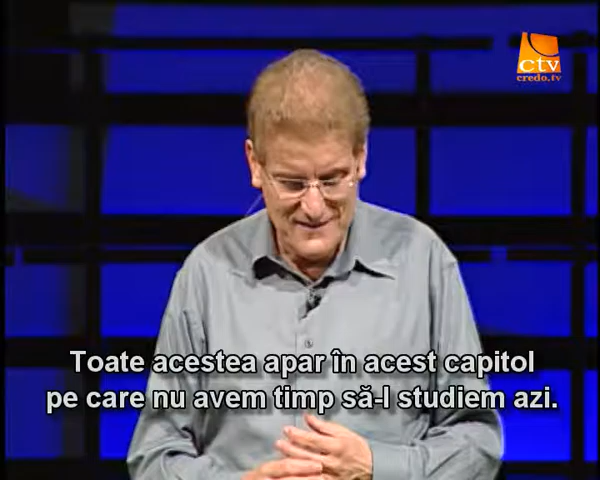 ctv
credo.tv
Toate acestea apar în acest capitol
pe care nu avem timp să-l studiem azi.